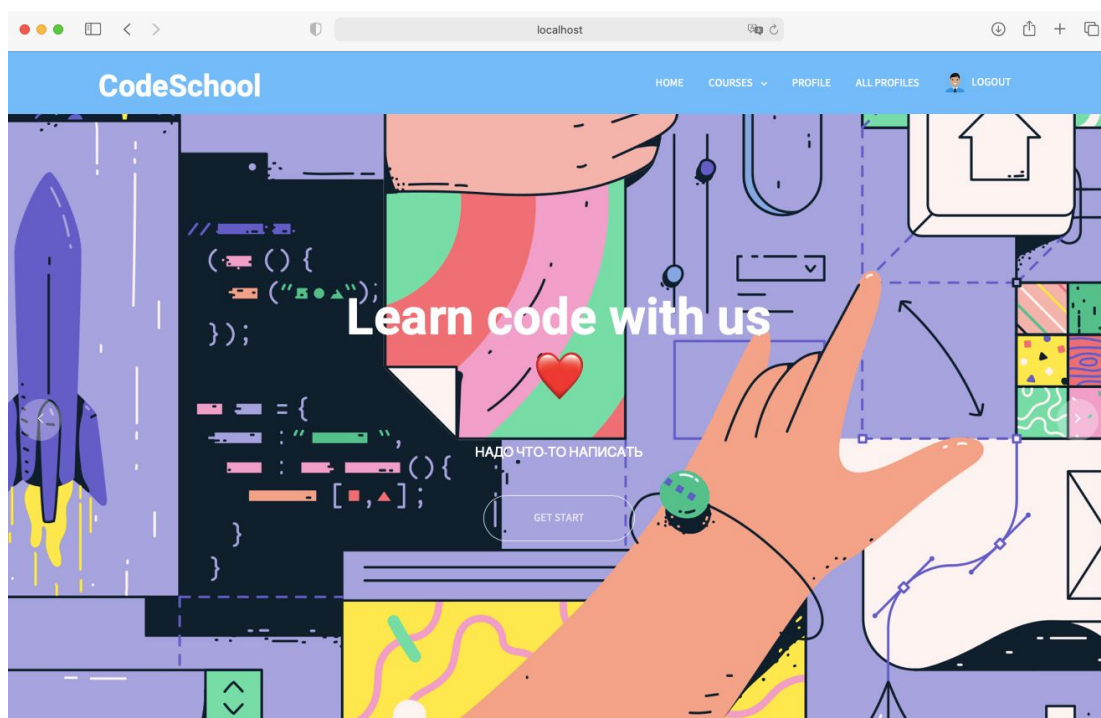 localhost
CodeSchool
HOME COURSES PROFILE ALL PROFILES LOGOUT
Learn code with us
НАДО ЧТО-ТО НАПИСАТЬ
GET START